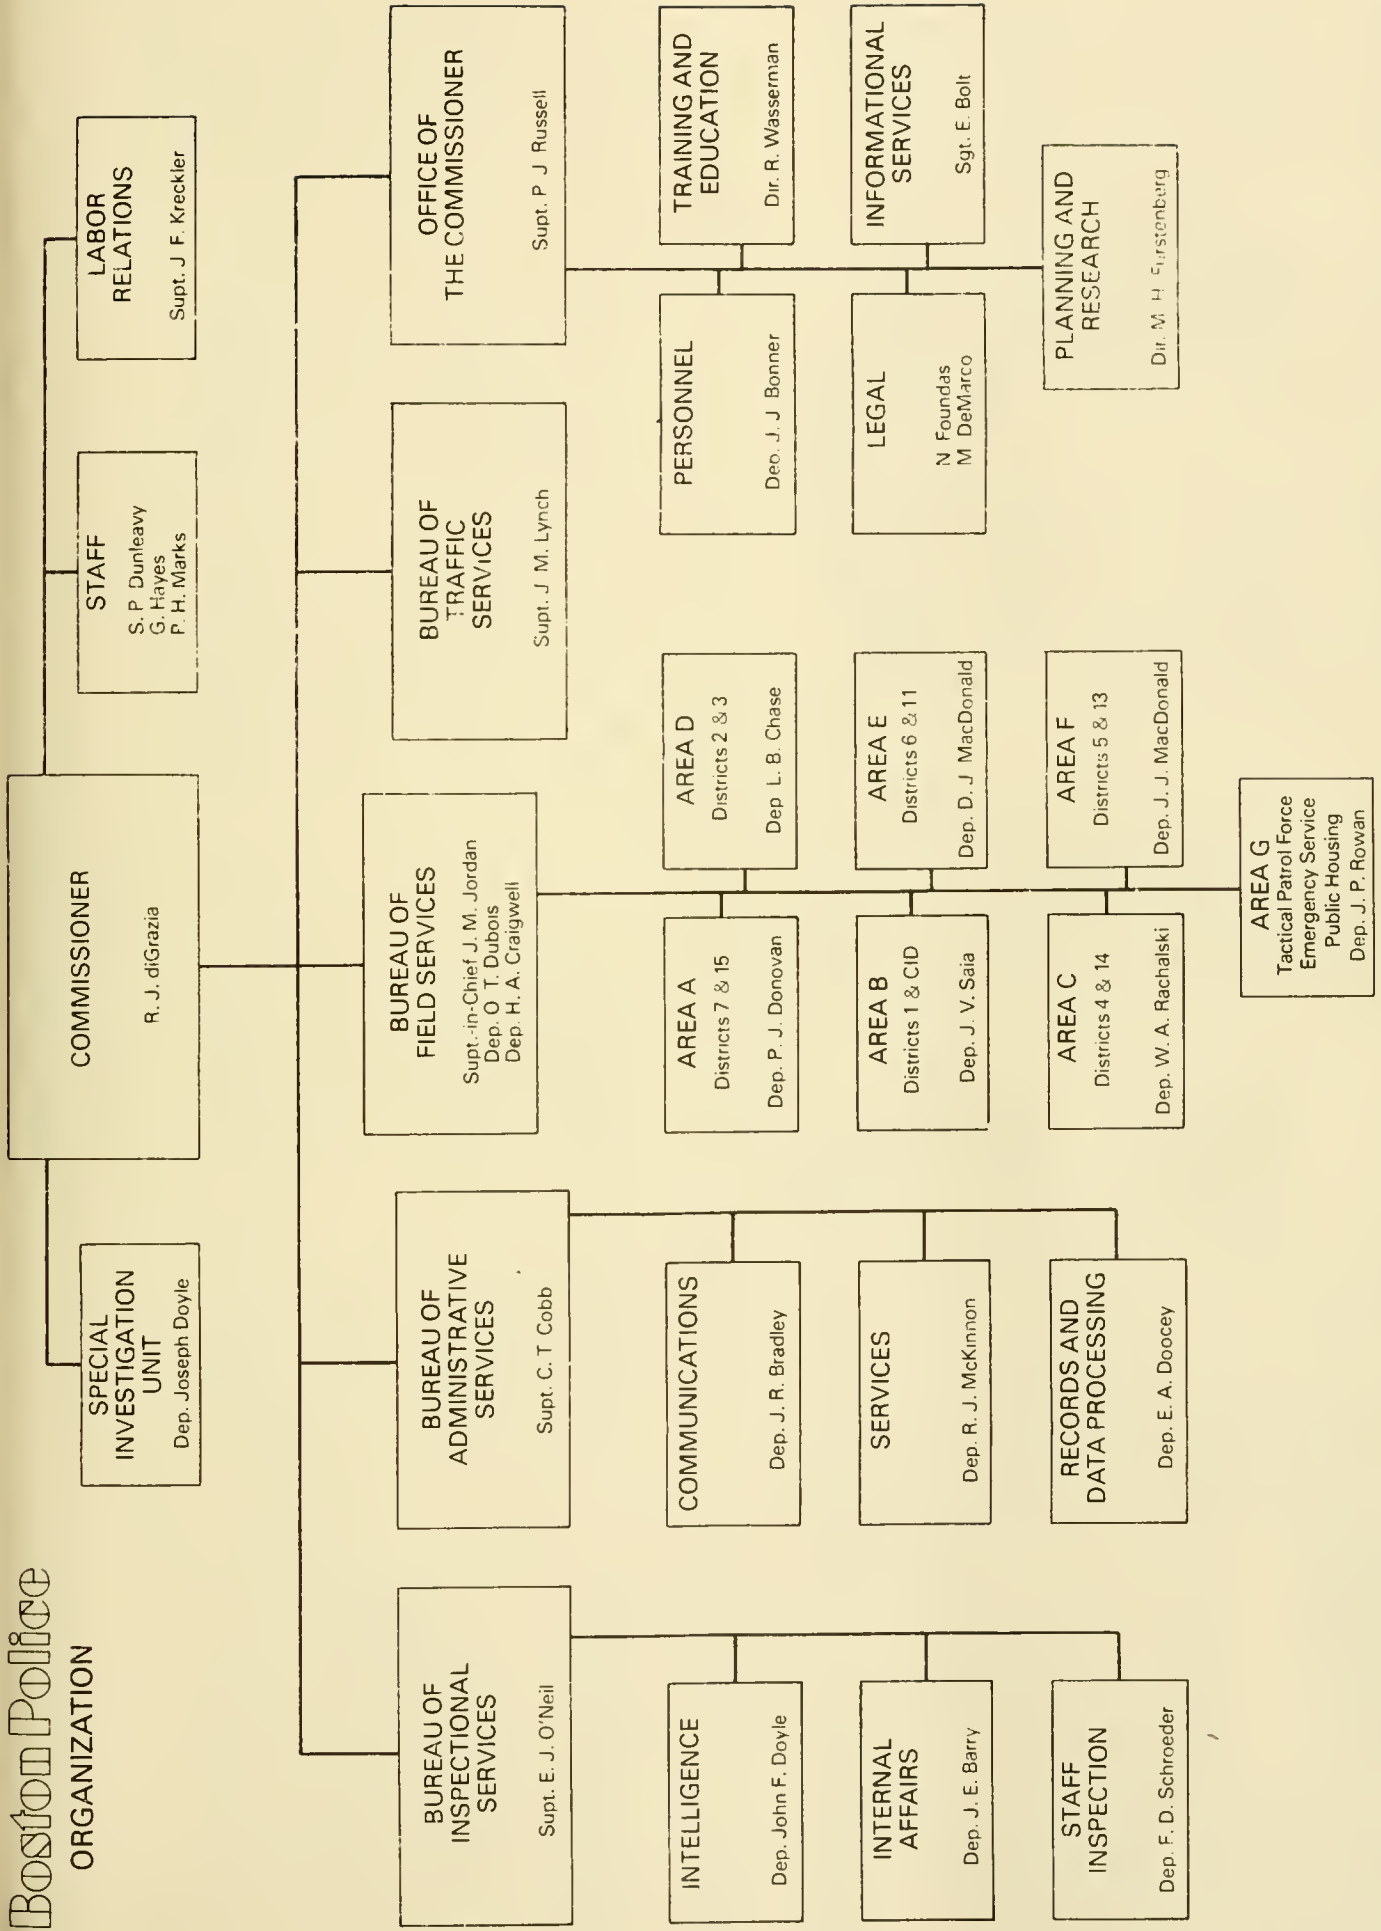 Boston Police
ORGANIZATION
COMMISSIONER
R. J. diGrazia
SPECIAL
INVESTIGATION
UNIT
Dep. Joseph Doyle
STAFF
S. P Dunleavy
G. Hayes
P. H. Marks
LABOR
RELATIONS
Supt. J F. Kreckler
BUREAU OF
INSPECTIONAL
SERVICES
Supt. E. J. O'Neil
BUREAU OF
ADMINISTRATIVE
SERVICES
Supt. C. T Cobb
BUREAU OF
FIELD SERVICES
Supt.-in-Chief J. M. Jordan
Dep. O T. Dubois
Dep. H. A. Craigwell
BUREAU OF
TRAFFIC
SERVICES
Supt. J M. Lynch
OFFICE OF
THE COMMISSIONER
Supt. P J Russell
INTELLIGENCE
Dep. John F. Doyle
INTERNAL
AFFAIRS
Dep. J. E. Barry
STAFF
INSPECTION
Dep. F. D. Schroeder
COMMUNICATIONS
Dep. J. R. Bradley
SERVICES
Dep. R. J. McKinnon
RECORDS AND
DATA PROCESSING
Dep. E. A. Doocey
AREA A
Districts 7 & 15
Dep. P. J. Donovan
AREA D
Districts 2 & 3
Dep L. B. Chase
AREA B
Districts 1 & CID
Dep. J. V. Saia
AREA E
Districts 6 & 11
Dep. D. J MacDonald
AREA C
Districts 4 & 14
Dep. W. A. Rachalski
AREA F
Districts 5 & 13
Dep. J. J. MacDonald
AREA G
Tactical Patrol Force
Emergency Service
Public Housing
Dep. J. P. Rowan
PERSONNEL
Dep. J. J Bonner
TRAINING AND
EDUCATION
Dir. R. Wasserman
LEGAL
N Foundas
M DeMarco
INFORMATIONAL
SERVICES
Sgt. E. Bolt
PLANNING AND
RESEARCH
Dir. M. H.